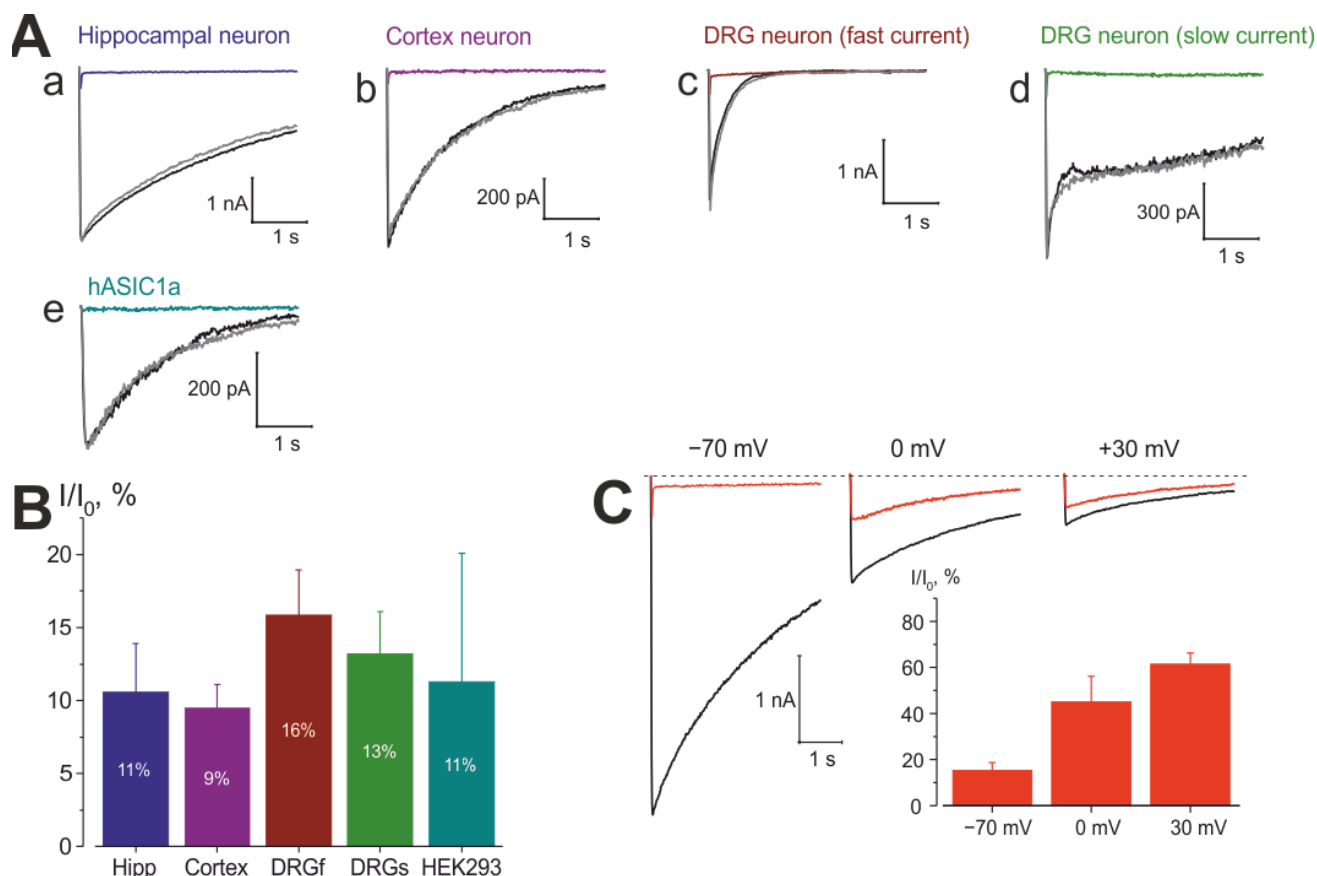 A
Hippocampal neuron
Cortex neuron
DRG neuron (fast current)
DRG neuron (slow current)
a
b
c
d
1 nA
1 s
200 pA
1 s
1 nA
1 s
300 pA
1 s
hASIC1a
e
200 pA
1 s
B
I/I0, %
20
15
10
5
0
11%
9%
16%
13%
11%
Hipp
Cortex
DRGf
DRGs
HEK293
C
−70 mV
0 mV
+30 mV
1 nA
1 s
I/I0, %
80
60
40
20
0
−70 mV
0 mV
30 mV